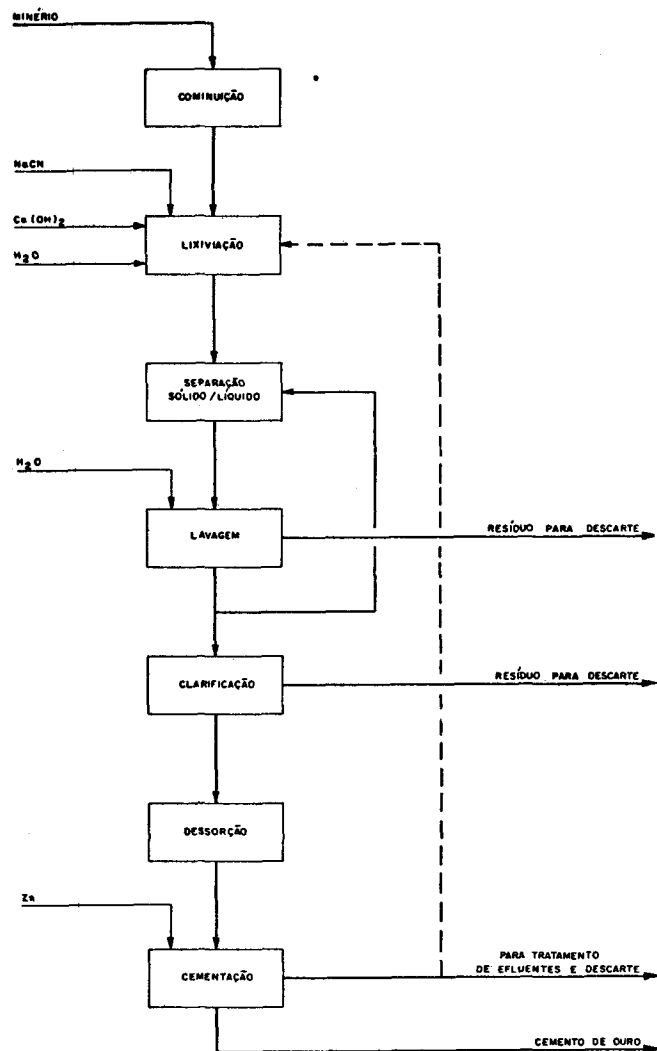 MINÉRIO
COMINUIÇÃO
NaCN
Ca (OH)2
LIXIVIAÇÃO
H2O
SEPARAÇÃO
SÓLIDO / LÍQUIDO
H2O
LAVAGEM
RESÍDUO PARA DESCARTE
CLARIFICAÇÃO
RESÍDUO PARA DESCARTE
DESSORÇÃO
Zn
CEMENTAÇÃO
PARA TRATAMENTO
DE EFLUENTES E DESCARTE
CEMENTO DE OURO